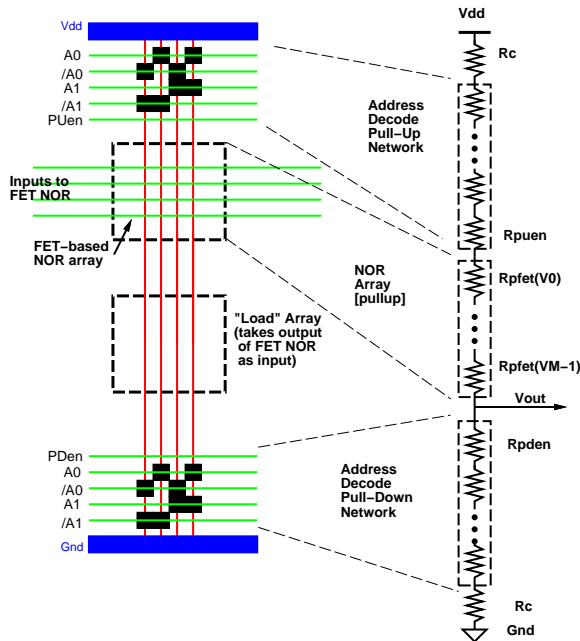 Vdd
A0
/A0
A1
/A1
PUen
Inputs to
FET NOR
FET-based
NOR array
"Load" Array
(takes output
of FET NOR
as input)
PDen
A0
/A0
A1
/A1
Gnd
Address
Decode
Pull-Up
Network
NOR
Array
[pullup]
Address
Decode
Pull-Down
Network
Vdd
Rc
Rpuen
Rpfet(V0)
Rpfet(VM-1)
Vout
Rpden
Rc
Gnd